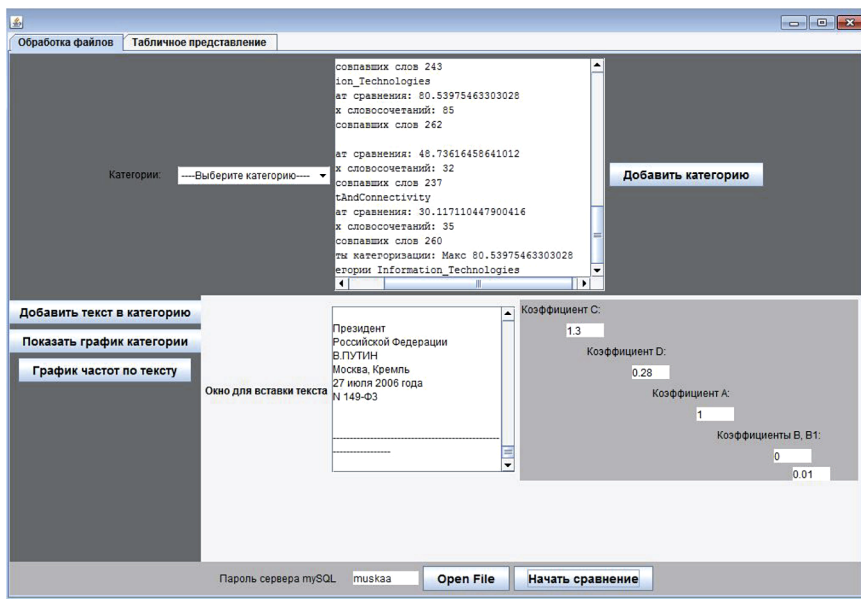 Обработка файлов
Табличное представление
совпавших слов 243
ion_Technologies
ат сравнения: 80.53975463303028
х словосочетаний: 85
совпавших слов 262
ат сравнения: 48.73616458641012
х словосочетаний: 32
совпавших слов 237
tAndConnectivity
ат сравнения: 30.117110447900416
х словосочетаний: 35
совпавших слов 260
ты категоризации: Макс 80.53975463303028
егории Information_Technologies
Категории:
----Выберите категорию----
Добавить категорию
Добавить текст в категорию
Показать график категории
График частот по тексту
Окно для вставки текста
Президент
Российской Федерации
В.ПУТИН
Москва, Кремль
27 июля 2006 года
N 149-ФЗ
Коэффициент C:
1.3
Коэффициент D:
0.28
Коэффициент A:
1
Коэффициенты B, B1:
0
0.01
Пароль сервера mySQL
muskaa
Open File
Начать сравнение